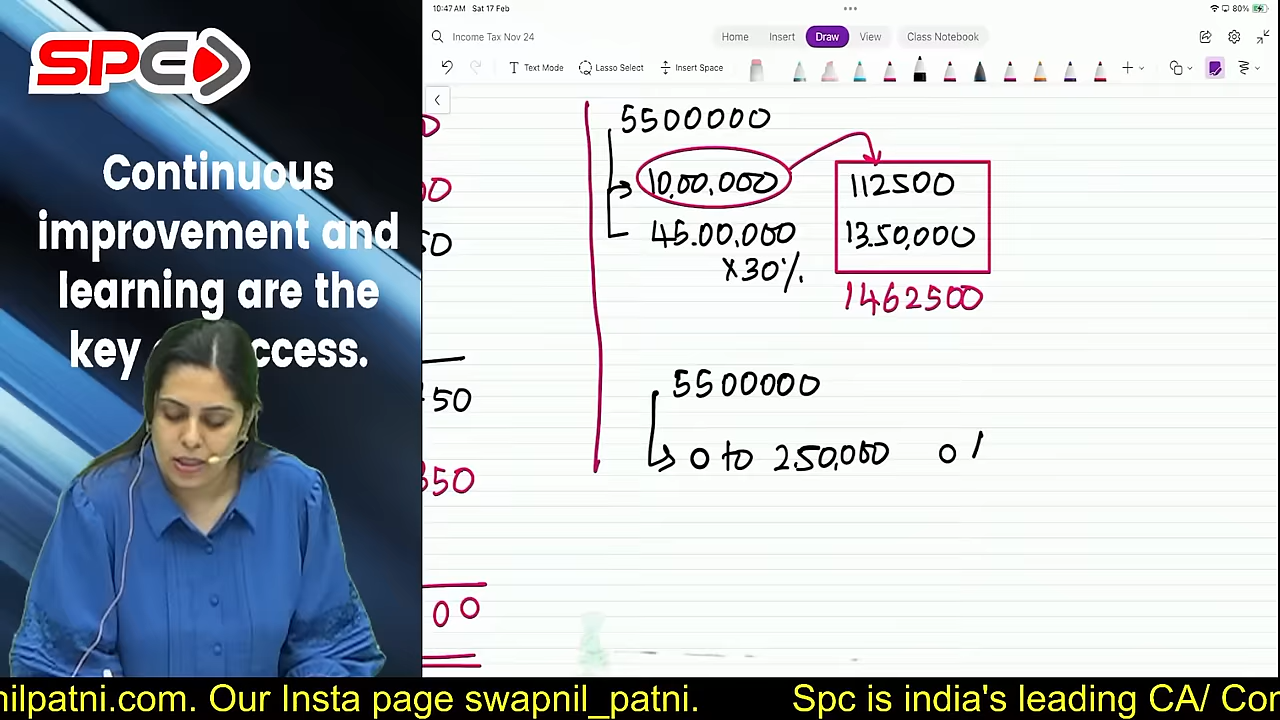 SPC
Continuous
improvement and
learning are the
key
ccess.
10:47 AM Sat 17 Feb
80%
Income Tax Nov 24
Home Insert Draw View Class Notebook
Text Mode Lasso Select Insert Space
5500000
10,00,000 112500
45.00,000 13.50,000
x30%
1462500
5500000
0 to 250,000 0
50
50
350
00
nilpatni.com. Our Insta page swapnil_patni. Spc is india's leading CA/ Cor